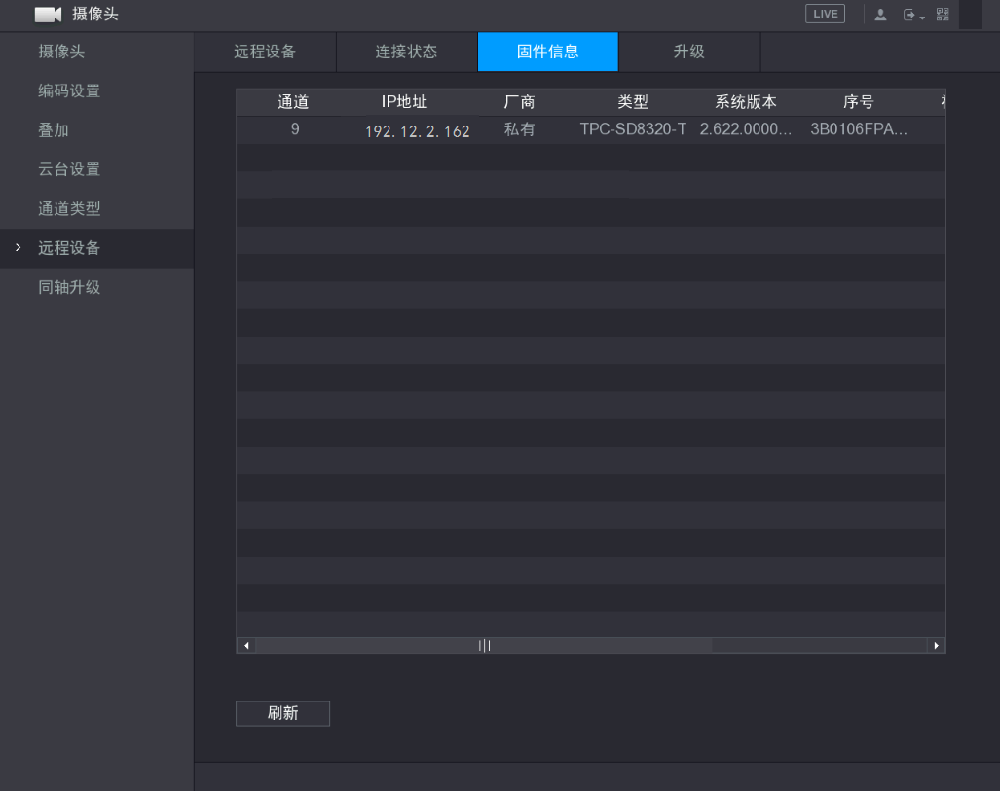 摄像头 LIVE
摄像头
编码设置
叠加
云台设置
通道类型
远程设备
同轴升级
远程设备 连接状态 固件信息 升级
通道 IP地址 厂商 类型 系统版本 序号
9 192.12.2.162 私有 TPC-SD8320-T 2.622.0000... 3B0106FPA...
刷新